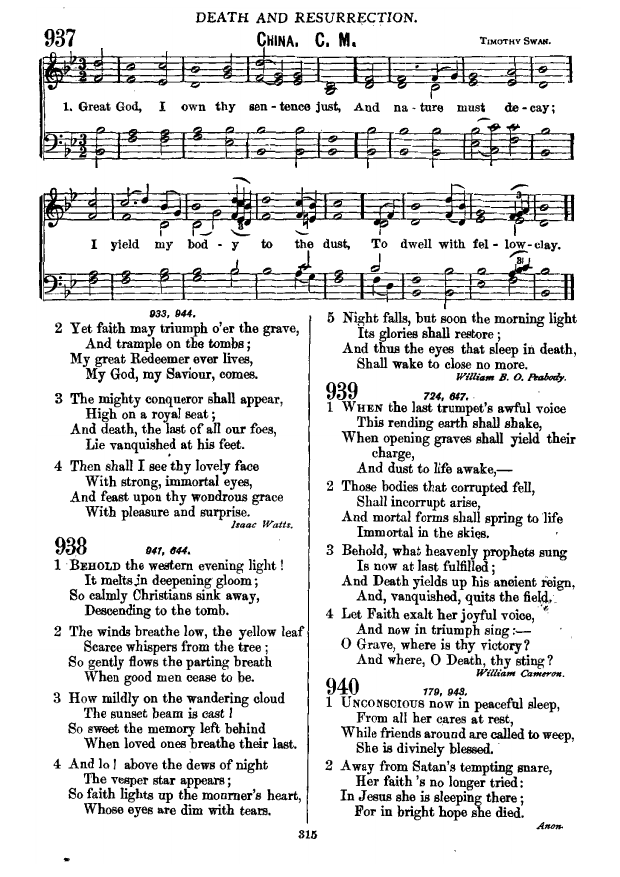 DEATH AND RESURRECTION.
937
CHINA. C. M.
TIMOTHY SWAN.
1. Great God, I own thy sen - tence just, And na - ture must de - cay;
I yield my bod - y to the dust, To dwell with fel - low-clay.
933, 944.
2 Yet faith may triumph o'er the grave,
And trample on the tombs;
My great Redeemer ever lives,
My God, my Saviour, comes.
3 The mighty conqueror shall appear,
High on a royal seat;
And death, the last of all our foes,
Lie vanquished at his feet.
4 Then shall I see thy lovely face
With strong, immortal eyes,
And feast upon thy wondrous grace
With pleasure and surprise.
Isaac Watts.
938
941, 644.
1 BEHOLD the western evening light!
It melts in deepening gloom;
So calmly Christians sink away,
Descending to the tomb.
2 The winds breathe low, the yellow leaf
Scarce whispers from the tree;
So gently flows the parting breath
When good men cease to be.
3 How mildly on the wandering cloud
The sunset beam is cast!
So sweet the memory left behind
When loved ones breathe their last.
4 And lo! above the dews of night
The vesper star appears;
So faith lights up the mourner's heart,
Whose eyes are dim with tears.
5 Night falls, but soon the morning light
Its glories shall restore;
And thus the eyes that sleep in death,
Shall wake to close no more.
William B. O. Peabody.
939
724, 647.
1 WHEN the last trumpet's awful voice
This rending earth shall shake,
When opening graves shall yield their
charge,
And dust to life awake,—
2 Those bodies that corrupted fell,
Shall incorrupt arise,
And mortal forms shall spring to life
Immortal in the skies.
3 Behold, what heavenly prophets sung
Is now at last fulfilled;
And Death yields up his ancient reign,
And, vanquished, quits the field.
4 Let Faith exalt her joyful voice,
And now in triumph sing:—
O Grave, where is thy victory?
And where, O Death, thy sting?
William Cameron.
940
179, 943.
1 UNCONSCIOUS now in peaceful sleep,
From all her cares at rest,
While friends around are called to weep,
She is divinely blessed.
2 Away from Satan's tempting snare,
Her faith 's no longer tried:
In Jesus she is sleeping there;
For in bright hope she died.
Anon.
315